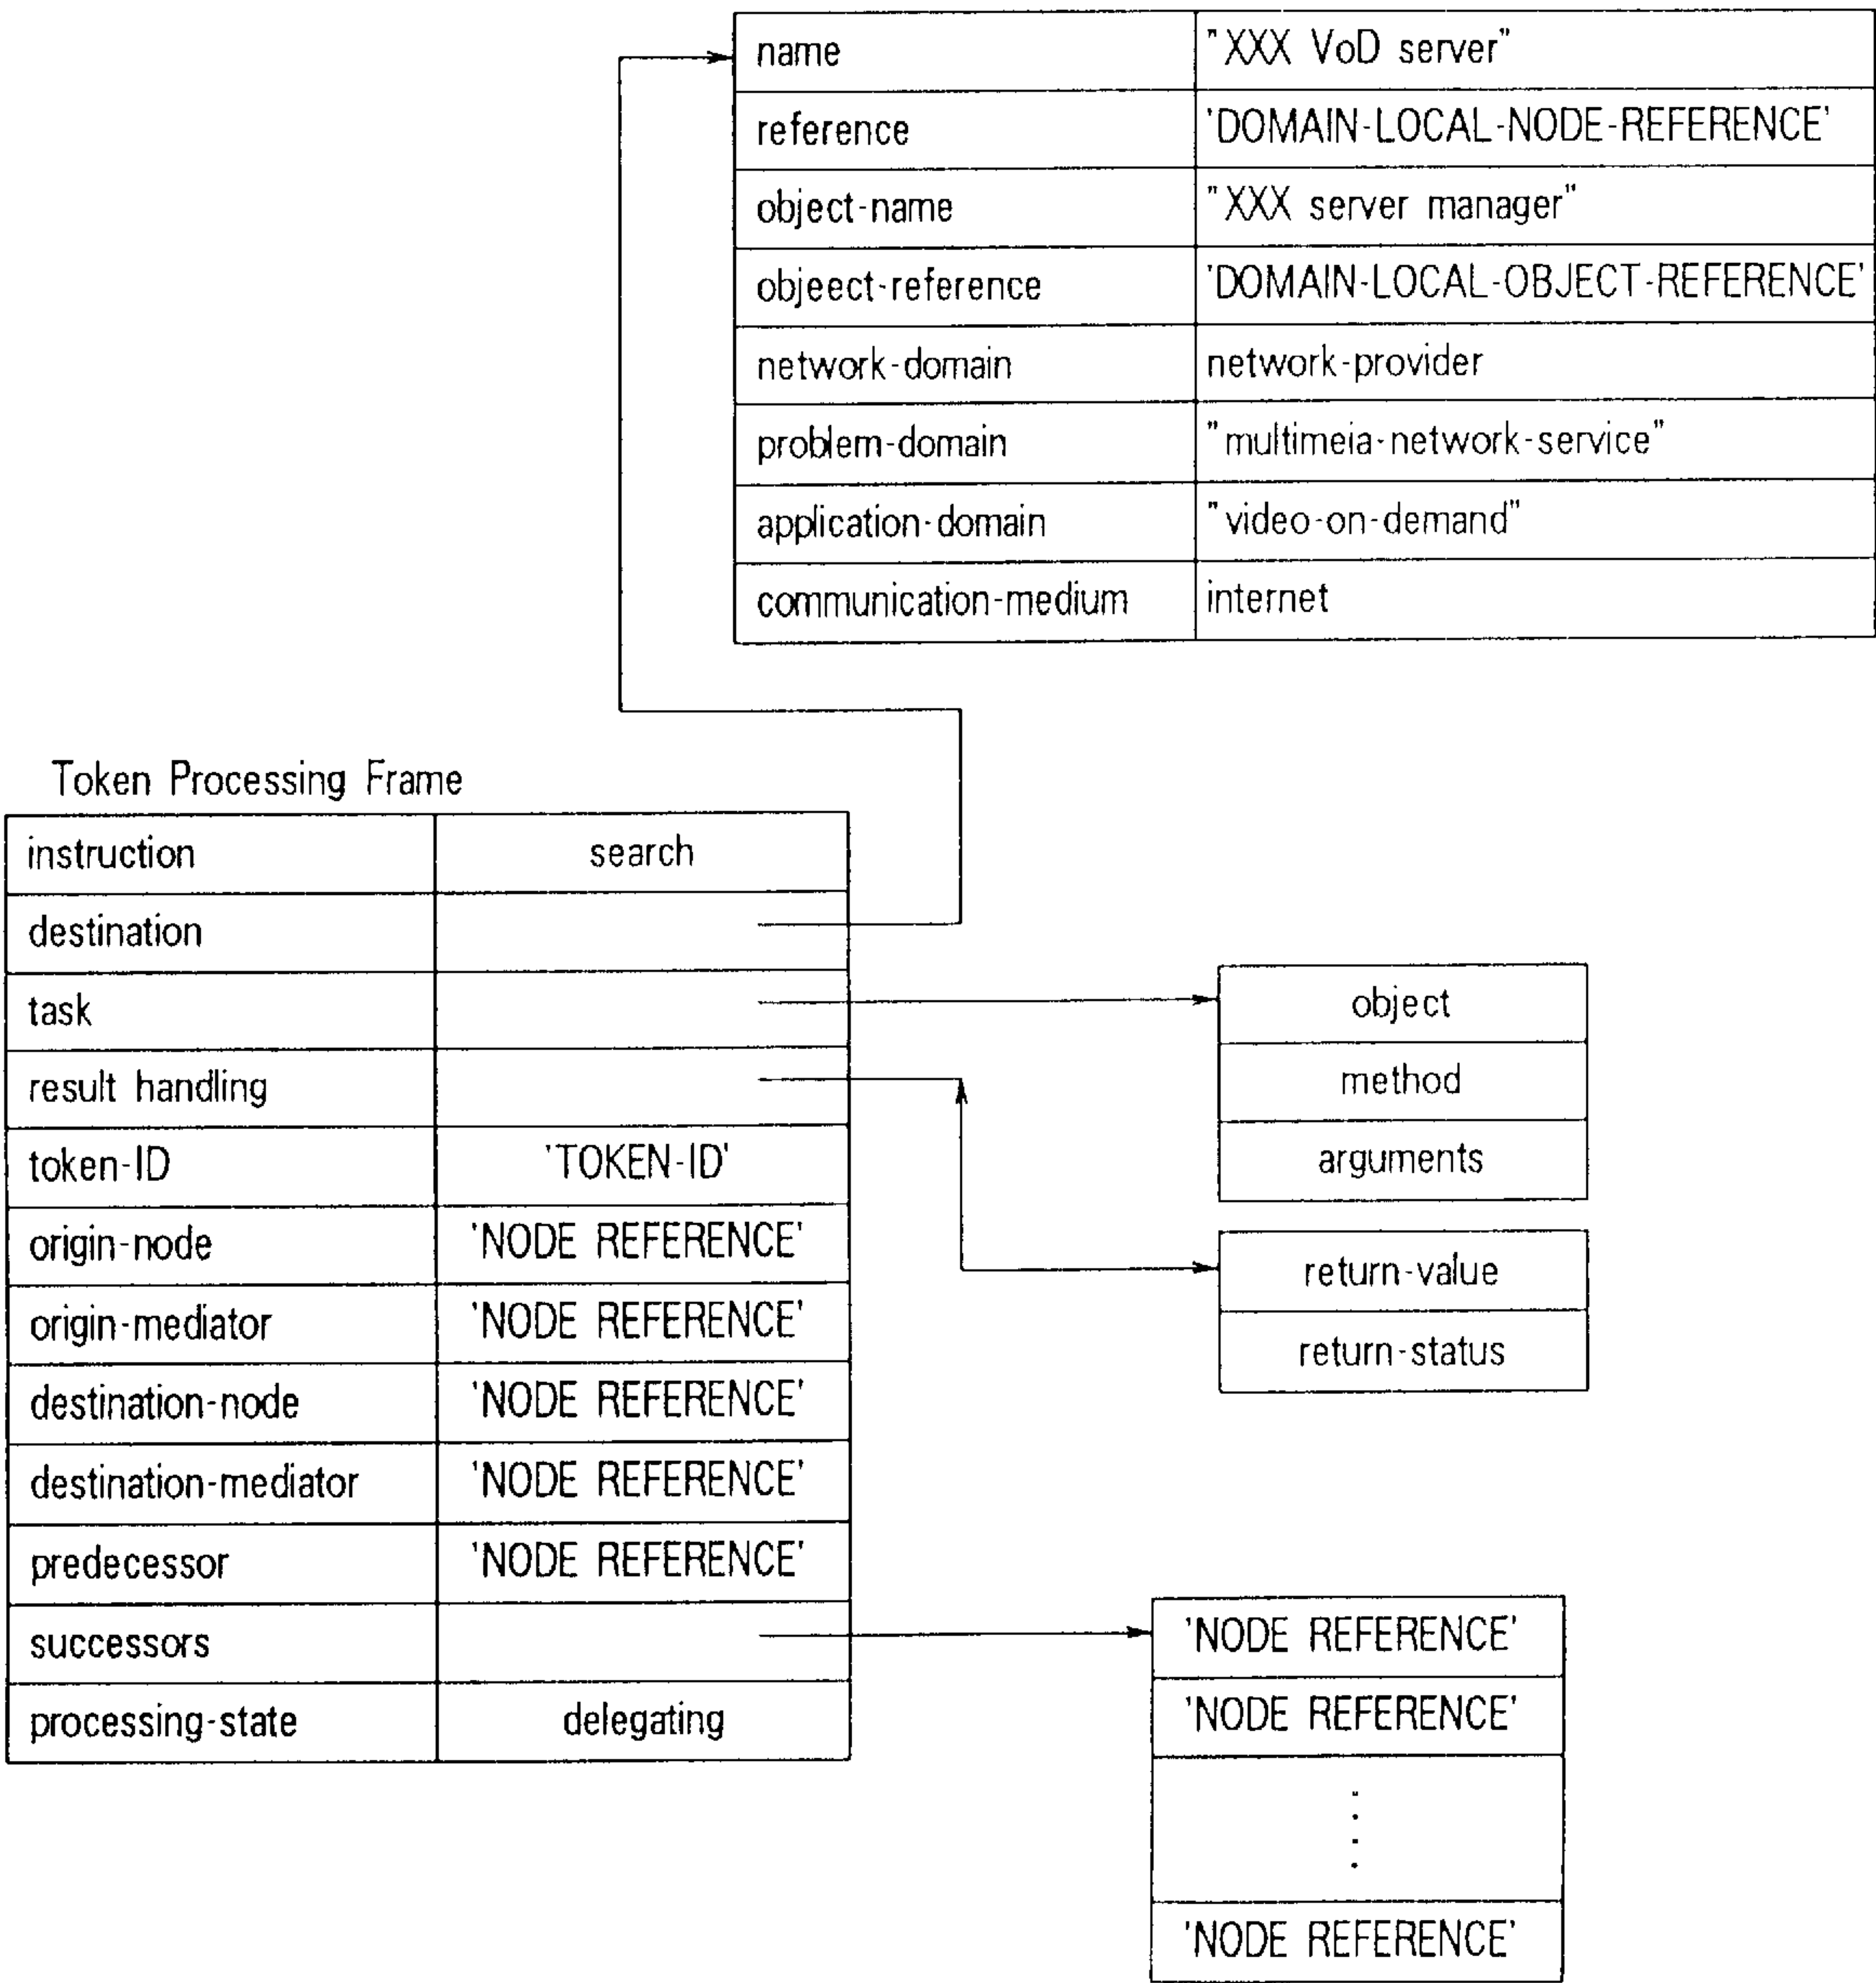 name "XXX VoD server"
reference 'DOMAIN-LOCAL-NODE-REFERENCE'
object-name "XXX server manager"
objeect-reference 'DOMAIN-LOCAL-OBJECT-REFERENCE'
network-domain network-provider
problem-domain "multimeia-network-service"
application-domain "video-on-demand"
communication-medium internet
Token Processing Frame
instruction search
destination
task
result handling
token-ID 'TOKEN-ID'
origin-node 'NODE REFERENCE'
origin-mediator 'NODE REFERENCE'
destination-node 'NODE REFERENCE'
destination-mediator 'NODE REFERENCE'
predecessor 'NODE REFERENCE'
successors
processing-state delegating
object
method
arguments
return-value
return-status
'NODE REFERENCE'
'NODE REFERENCE'
'NODE REFERENCE'